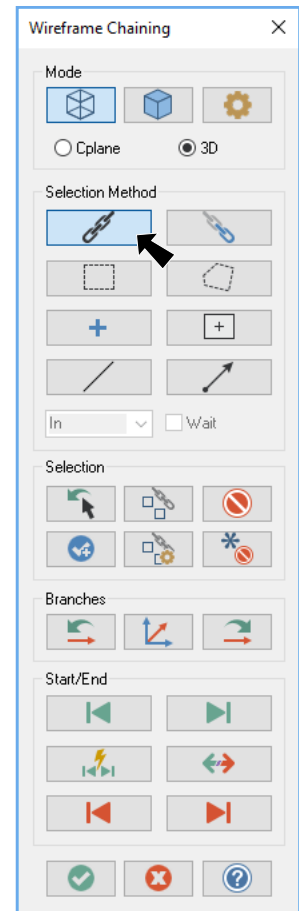 Wireframe Chaining
Mode
Cplane 3D
Selection Method
In Wait
Selection
Branches
Start/End